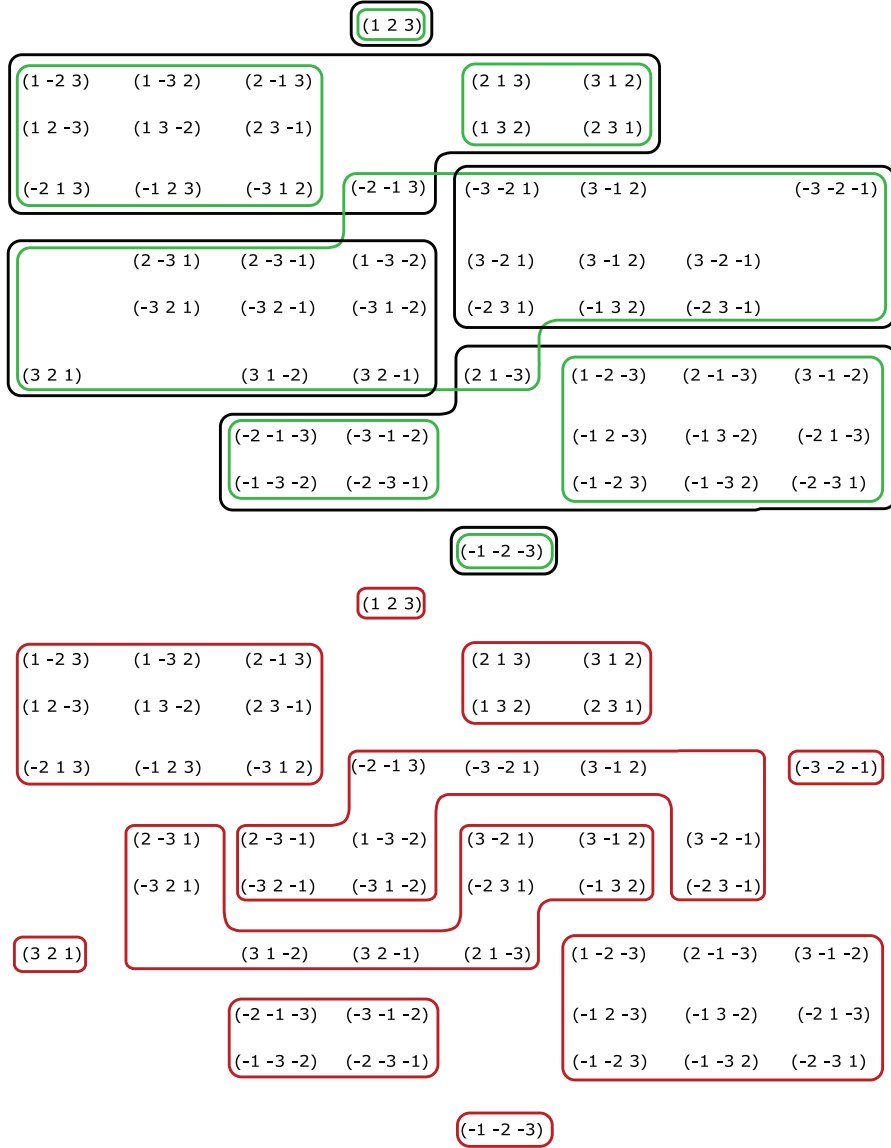 (1 2 3)
(1 -2 3) (1 -3 2) (2 -1 3) (2 1 3) (3 1 2)
(1 2 -3) (1 3 -2) (2 3 -1) (1 3 2) (2 3 1)
(-2 1 3) (-1 2 3) (-3 1 2) (-2 -1 3) (-3 -2 1) (3 -1 2) (-3 -2 -1)
(2 -3 1) (2 -3 -1) (1 -3 -2) (3 -2 1) (3 -1 2) (3 -2 -1)
(-3 2 1) (-3 2 -1) (-3 1 -2) (-2 3 1) (-1 3 2) (-2 3 -1)
(3 2 1) (3 1 -2) (3 2 -1) (2 1 -3) (1 -2 -3) (2 -1 -3) (3 -1 -2)
(-2 -1 -3) (-3 -1 -2) (-1 2 -3) (-1 3 -2) (-2 1 -3)
(-1 -3 -2) (-2 -3 -1) (-1 -2 3) (-1 -3 2) (-2 -3 1)
(-1 -2 -3)
(1 2 3)
(1 -2 3) (1 -3 2) (2 -1 3) (2 1 3) (3 1 2)
(1 2 -3) (1 3 -2) (2 3 -1) (1 3 2) (2 3 1)
(-2 1 3) (-1 2 3) (-3 1 2) (-2 -1 3) (-3 -2 1) (3 -1 2) (-3 -2 -1)
(2 -3 1) (2 -3 -1) (1 -3 -2) (3 -2 1) (3 -1 2) (3 -2 -1)
(-3 2 1) (-3 2 -1) (-3 1 -2) (-2 3 1) (-1 3 2) (-2 3 -1)
(3 2 1) (3 1 -2) (3 2 -1) (2 1 -3) (1 -2 -3) (2 -1 -3) (3 -1 -2)
(-2 -1 -3) (-3 -1 -2) (-1 2 -3) (-1 3 -2) (-2 1 -3)
(-1 -3 -2) (-2 -3 -1) (-1 -2 3) (-1 -3 2) (-2 -3 1)
(-1 -2 -3)